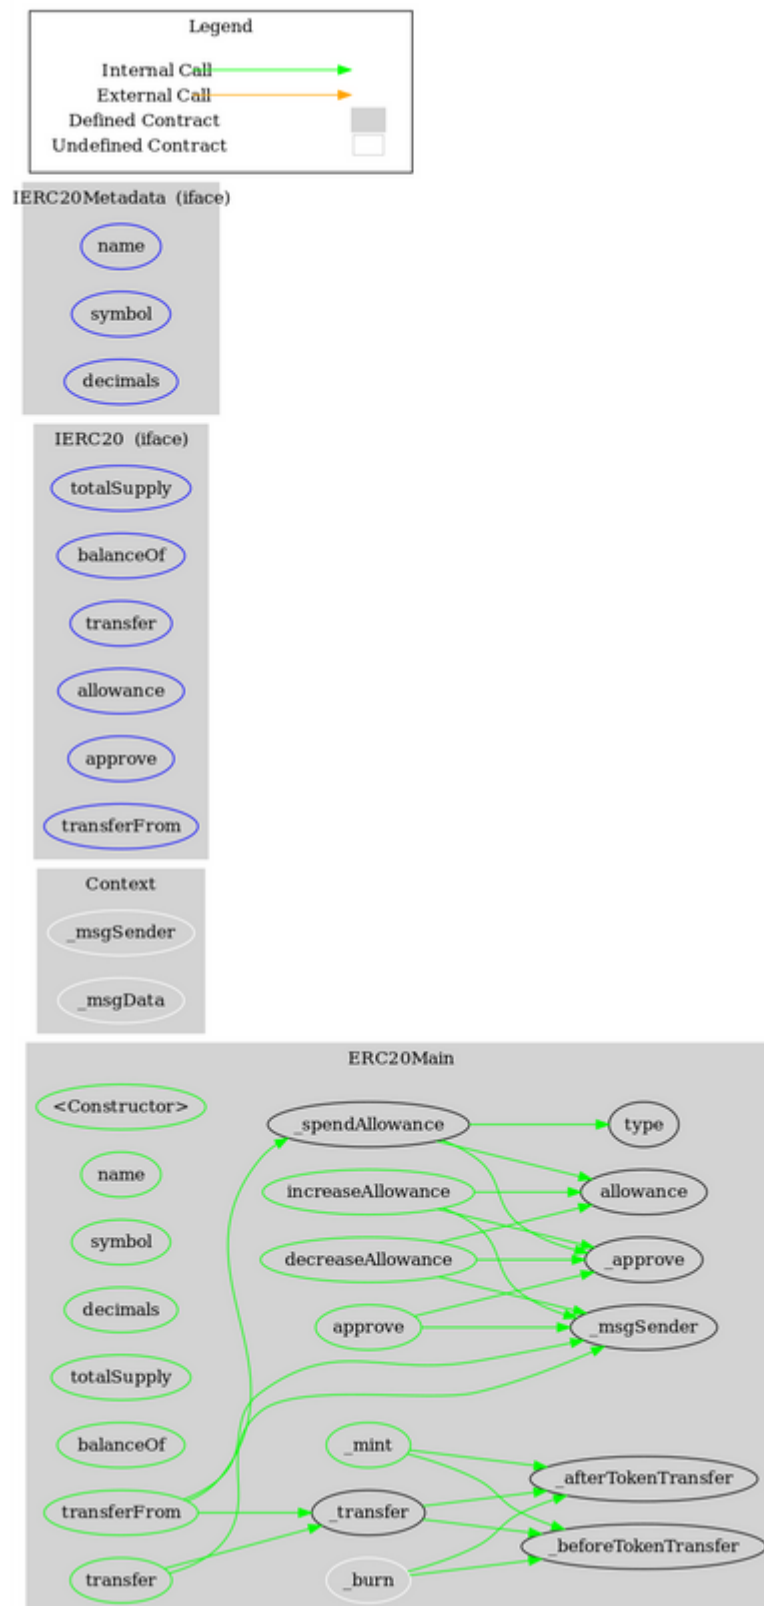 Legend
Internal Call
External Call
Defined Contract
Undefined Contract
IERC20Metadata (iface)
name
symbol
decimals
IERC20 (iface)
totalSupply
balanceOf
transfer
allowance
approve
transferFrom
Context
_msgSender
_msgData
ERC20Main
<Constructor>
name
symbol
decimals
totalSupply
balanceOf
transferFrom
transfer
_spendAllowance
increaseAllowance
decreaseAllowance
approve
_mint
_transfer
_burn
type
allowance
_approve
_msgSender
_afterTokenTransfer
_beforeTokenTransfer